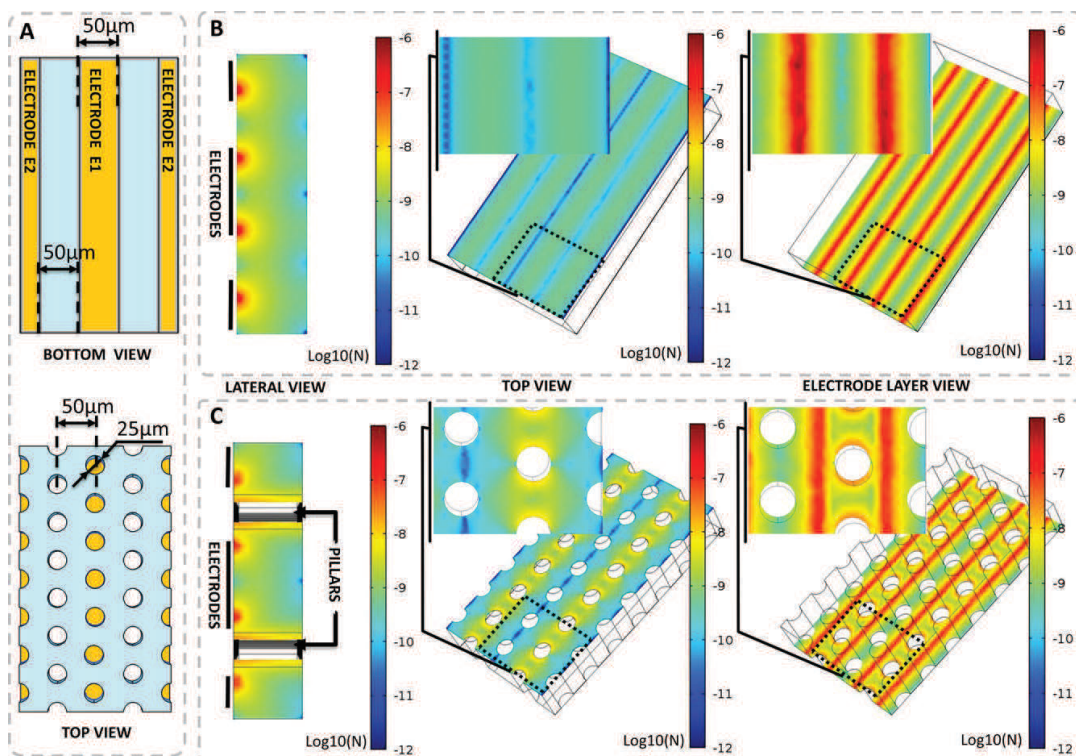 A
50µm
ELECTRODE E2
ELECTRODE E1
ELECTRODE E2
50µm
BOTTOM VIEW
50µm
25µm
TOP VIEW
B
ELECTRODES
-6
-7
-8
-9
-10
-11
-12
Log10(N)
-6
-7
-8
-9
-10
-11
-12
Log10(N)
-6
-7
-8
-9
-10
-11
-12
Log10(N)
LATERAL VIEW
TOP VIEW
ELECTRODE LAYER VIEW
C
ELECTRODES
PILLARS
-6
-7
-8
-9
-10
-11
-12
Log10(N)
-6
-7
-8
-9
-10
-11
-12
Log10(N)
-6
-7
-8
-9
-10
-11
-12
Log10(N)